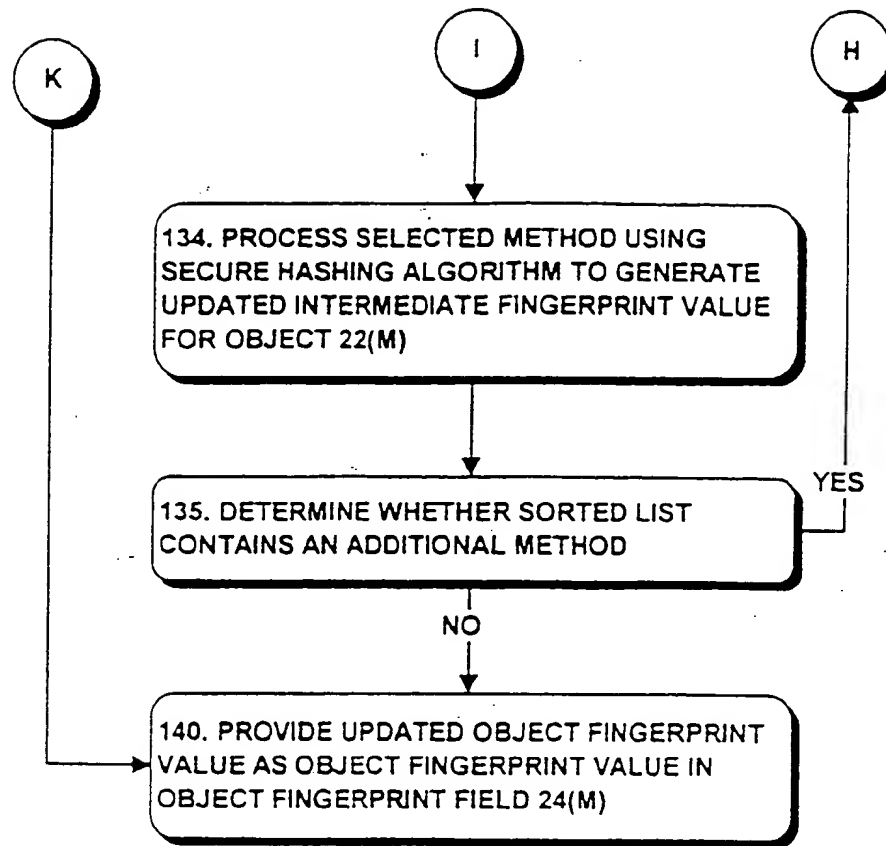 K
I
H
134. PROCESS SELECTED METHOD USING
SECURE HASHING ALGORITHM TO GENERATE
UPDATED INTERMEDIATE FINGERPRINT VALUE
FOR OBJECT 22(M)
YES
135. DETERMINE WHETHER SORTED LIST
CONTAINS AN ADDITIONAL METHOD
NO
140. PROVIDE UPDATED OBJECT FINGERPRINT
VALUE AS OBJECT FINGERPRINT VALUE IN
OBJECT FINGERPRINT FIELD 24(M)